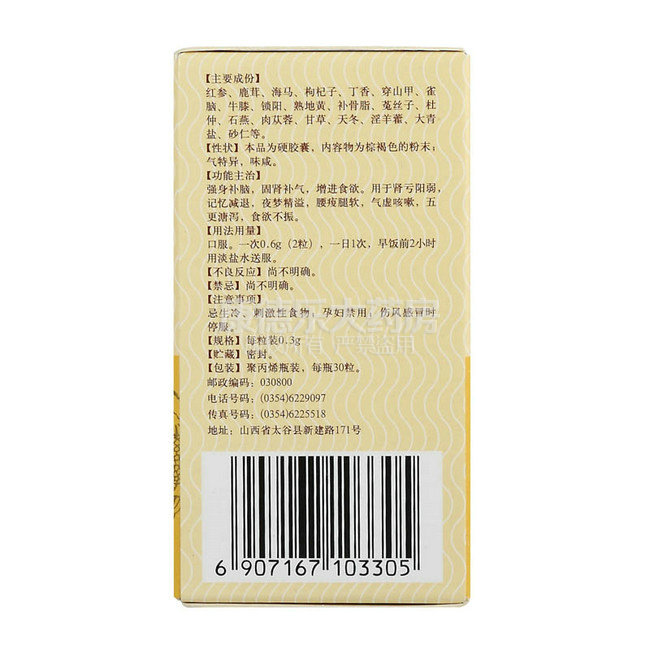 【主要成份】
红参、鹿茸、海马、枸杞子、丁香、穿山甲、雀
脑、牛膝、锁阳、熟地黄、补骨脂、菟丝子、杜
仲、石燕、肉苁蓉、甘草、天冬、淫羊藿、大青
盐、砂仁等。
【性状】本品为硬胶囊，内容物为棕褐色的粉末；
气特异，味咸。
【功能主治】
强身补脑，固肾补气，增进食欲。用于肾亏阳弱，
记忆减退，夜梦精溢，腰痠腿软，气虚咳嗽，五
更溏泻，食欲不振。
【用法用量】
口服。一次0.6g（2粒），一日1次，早饭前2小时
用淡盐水送服。
【不良反应】尚不明确。
【禁忌】尚不明确。
【注意事项】
忌生冷、刺激性食物，孕妇禁用，伤风感冒时
停服。
【规格】每粒装0.3g
【贮藏】密封。
【包装】聚丙烯瓶装，每瓶30粒。
邮政编码：030800
电话号码：(0354)6229097
传真号码：(0354)6225518
地址：山西省太谷县新建路171号
康德乐大药房
严禁盗用
6 907167 103305